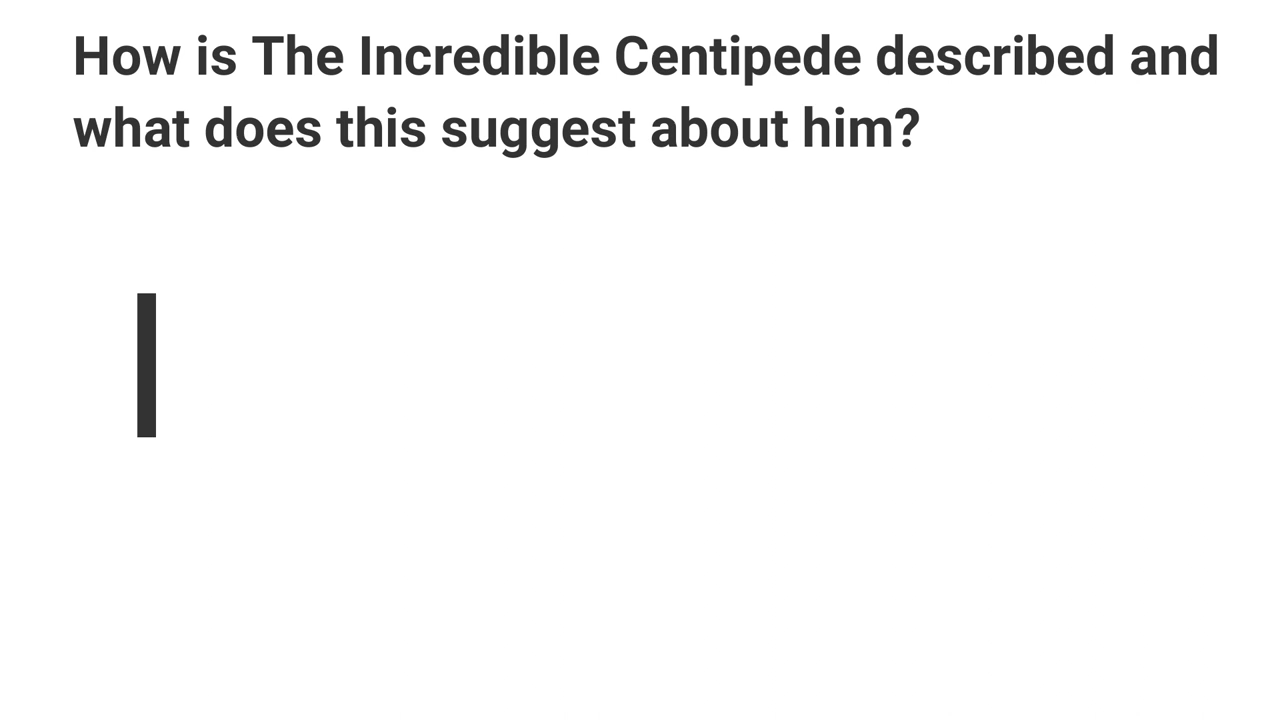 How is The Incredible Centipede described and
what does this suggest about him?